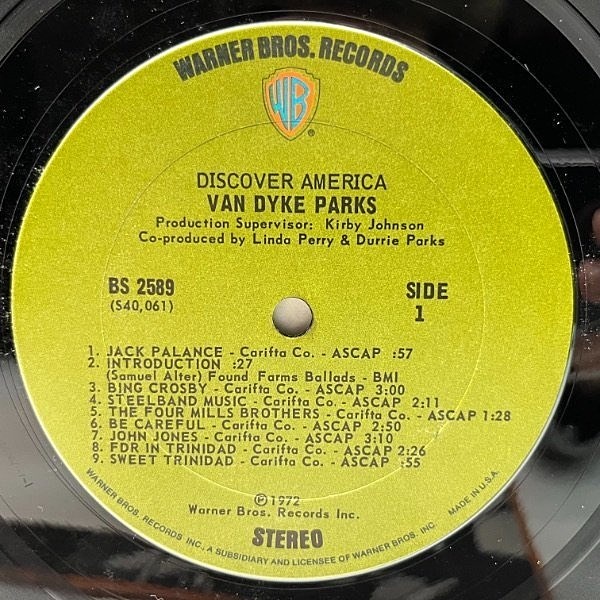 WARNER BROS. RECORDS
WB
®
DISCOVER AMERICA
VAN DYKE PARKS
Production Supervisor: Kirby Johnson
Co-produced by Linda Perry & Durrie Parks
BS 2589
(S40,061)
SIDE
1
1. JACK PALANCE - Carifta Co. - ASCAP :57
2. INTRODUCTION :27
(Samuel Alter) Found Farms Ballads - BMI
3. BING CROSBY - Carifta Co. - ASCAP 3:00
4. STEELBAND MUSIC - Carifta Co. - ASCAP 2:11
5. THE FOUR MILLS BROTHERS - Carifta Co. - ASCAP 1:28
6. BE CAREFUL - Carifta Co. - ASCAP 2:50
7. JOHN JONES - Carifta Co. - ASCAP 3:10
8. FDR IN TRINIDAD - Carifta Co. - ASCAP 2:26
9. SWEET TRINIDAD - Carifta Co. - ASCAP :55
℗1972
Warner Bros. Records Inc.
STEREO
WARNER BROS. RECORDS INC., A SUBSIDIARY AND LICENSEE OF WARNER BROS. INC. MADE IN U.S.A.